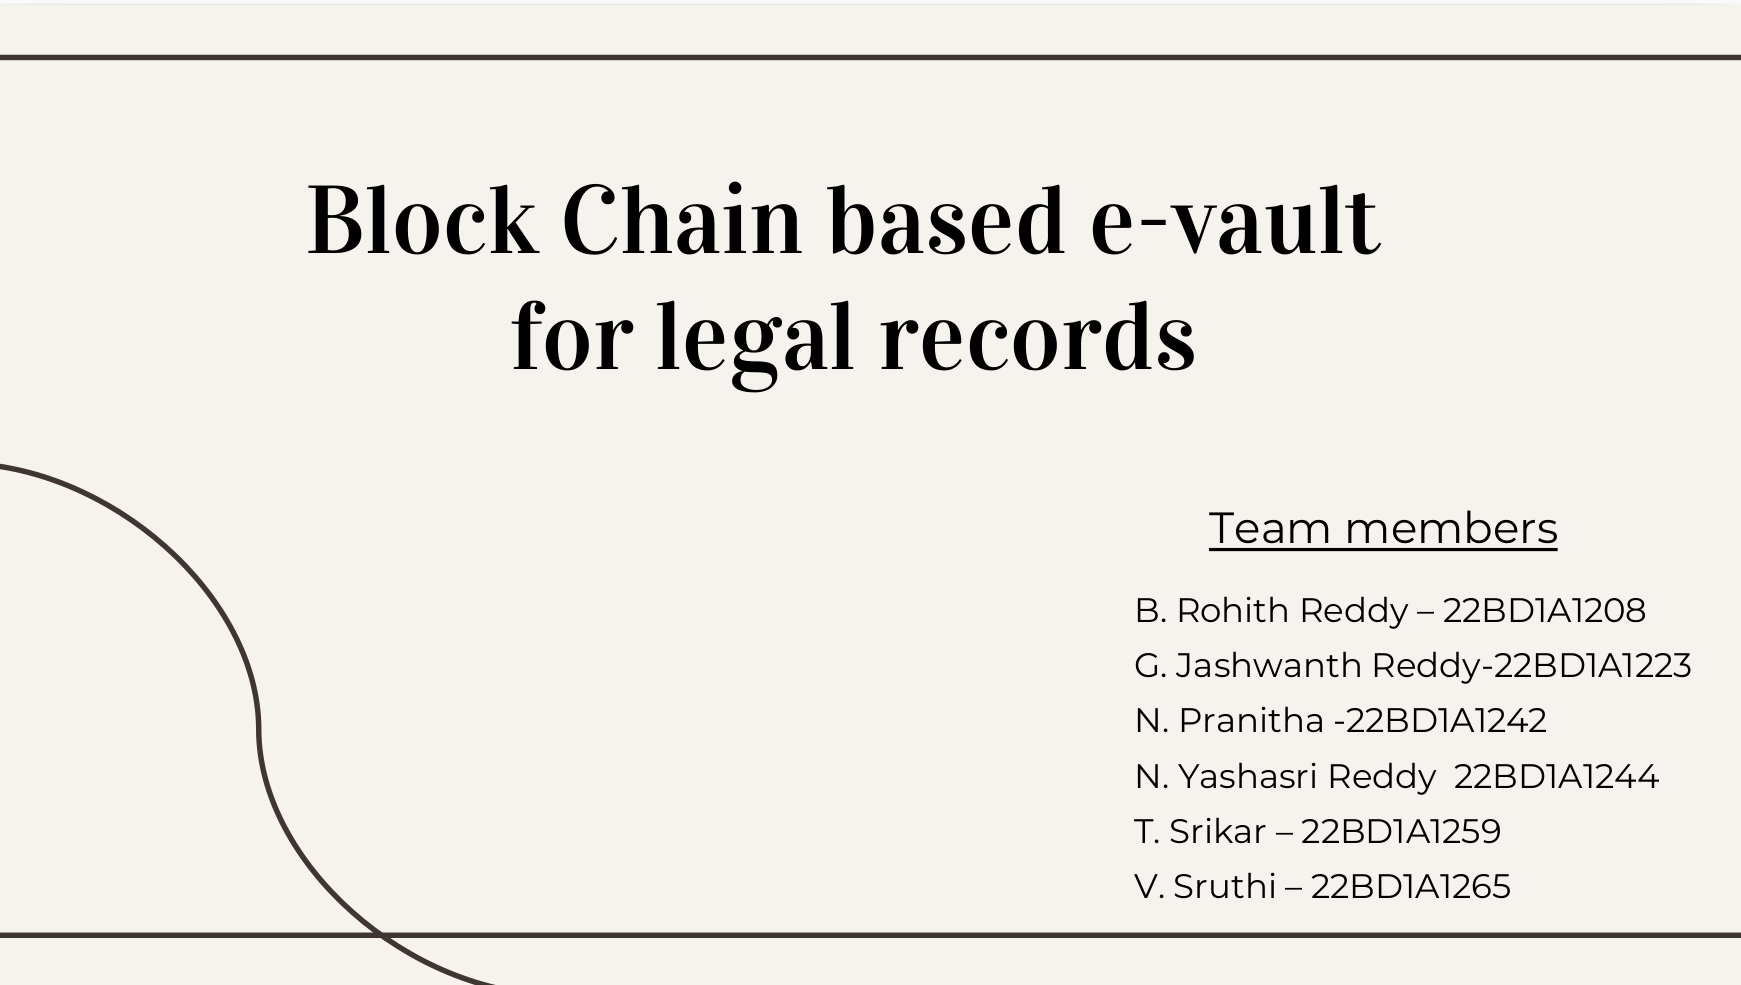 Block Chain based e-vault
for legal records
Team members
B. Rohith Reddy – 22BD1A1208
G. Jashwanth Reddy-22BD1A1223
N. Pranitha -22BD1A1242
N. Yashasri Reddy  22BD1A1244
T. Srikar – 22BD1A1259
V. Sruthi – 22BD1A1265